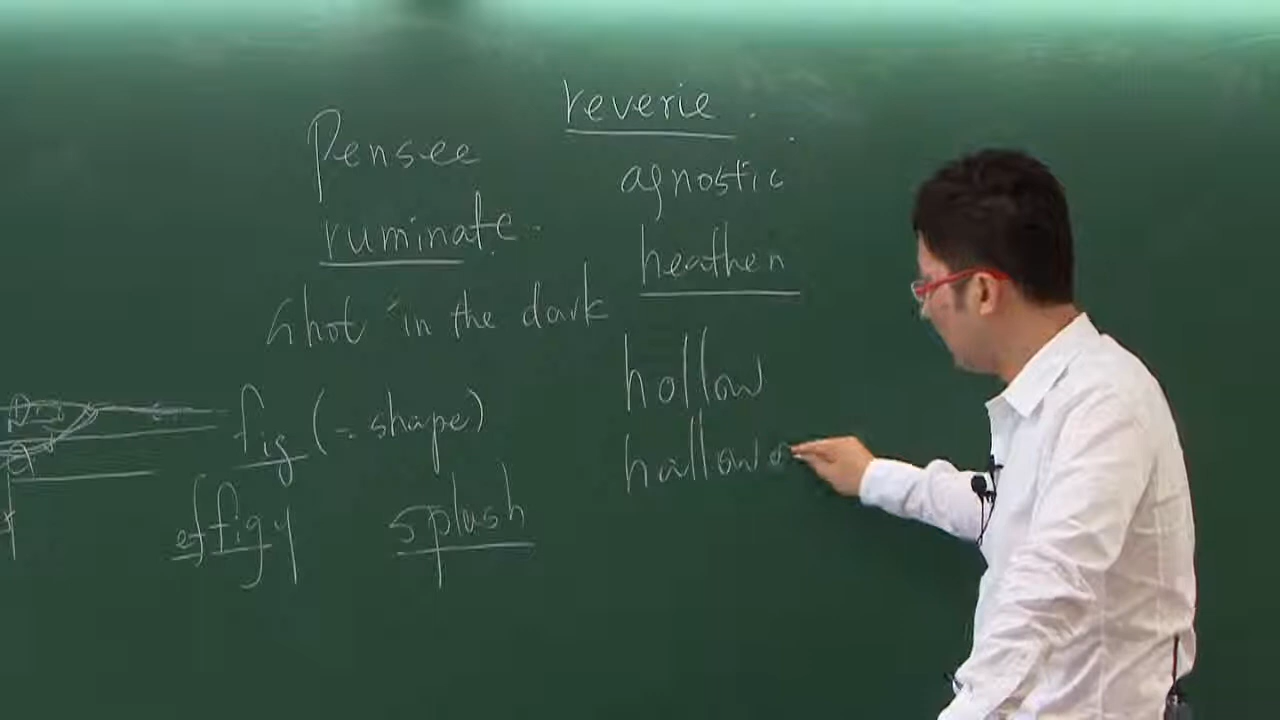 reverie.
Pensee
agnostic
ruminate.
heathen
shot in the dark
hollow
fig (= shape)
hallow
effigy
splash